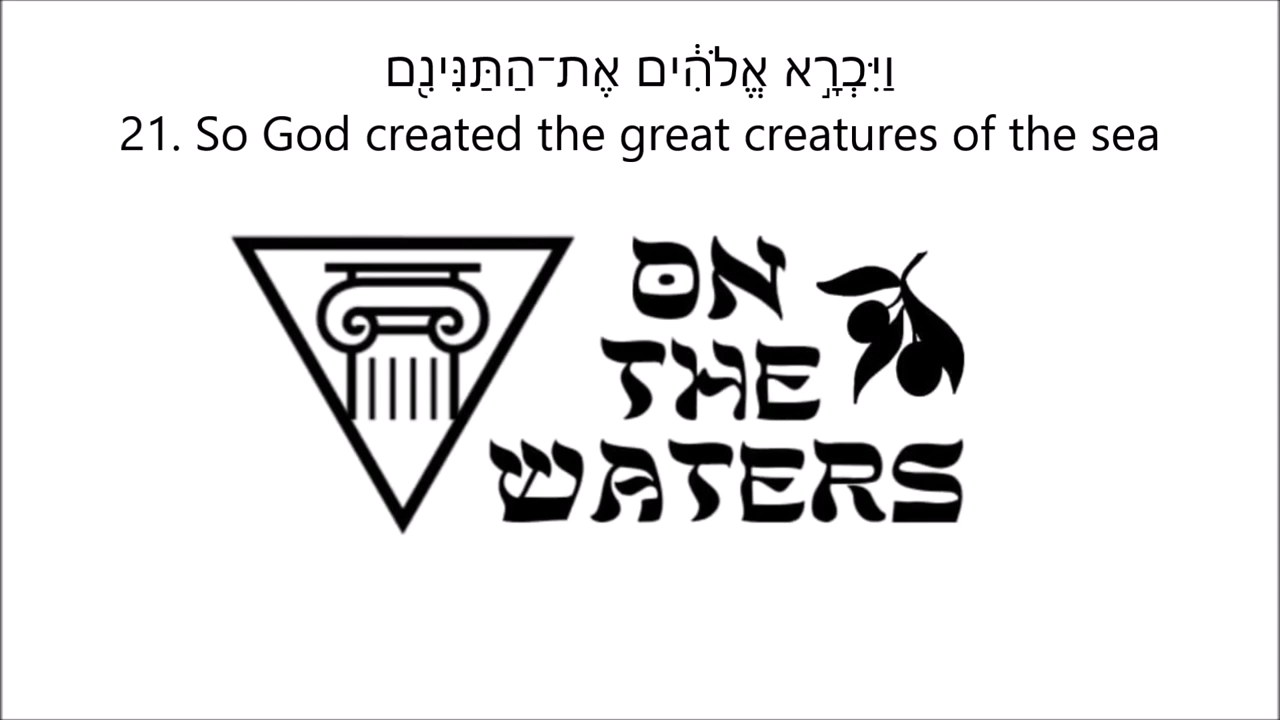 וַיִּבְרָ֣א אֱלֹהִ֔ים אֶת־הַתַּנִּינִ֖ם
21. So God created the great creatures of the sea
ON
THE
WATERS